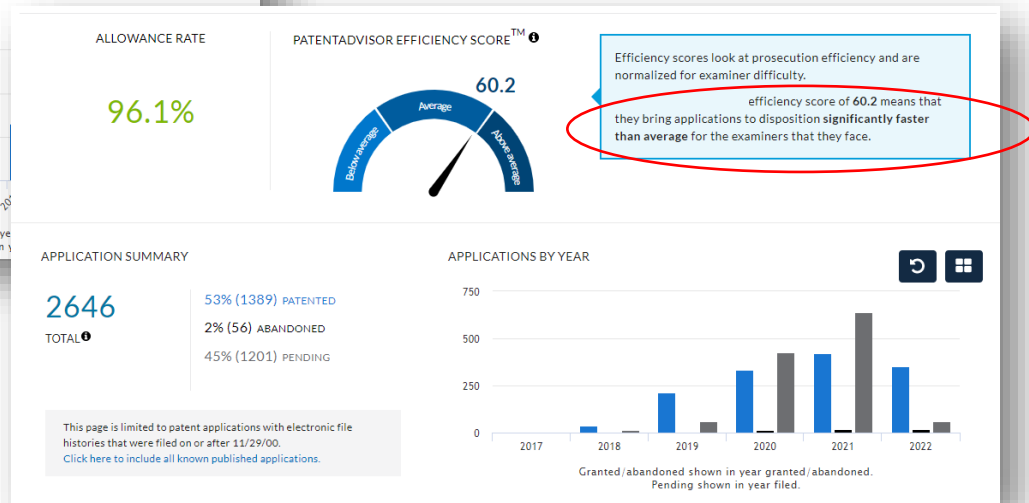 ALLOWANCE RATE
96.1%
PATENTADVISOR EFFICIENCY SCORE™
60.2
Below average
Average
Above average
Efficiency scores look at prosecution efficiency and are
normalized for examiner difficulty.
efficiency score of 60.2 means that
they bring applications to disposition significantly faster
than average for the examiners that they face.
APPLICATION SUMMARY
2646
TOTAL
53% (1389) PATENTED
2% (56) ABANDONED
45% (1201) PENDING
This page is limited to patent applications with electronic file
histories that were filed on or after 11/29/00.
Click here to include all known published applications.
APPLICATIONS BY YEAR
750
500
250
0
2017 2018 2019 2020 2021 2022
Granted/abandoned shown in year granted/abandoned.
Pending shown in year filed.